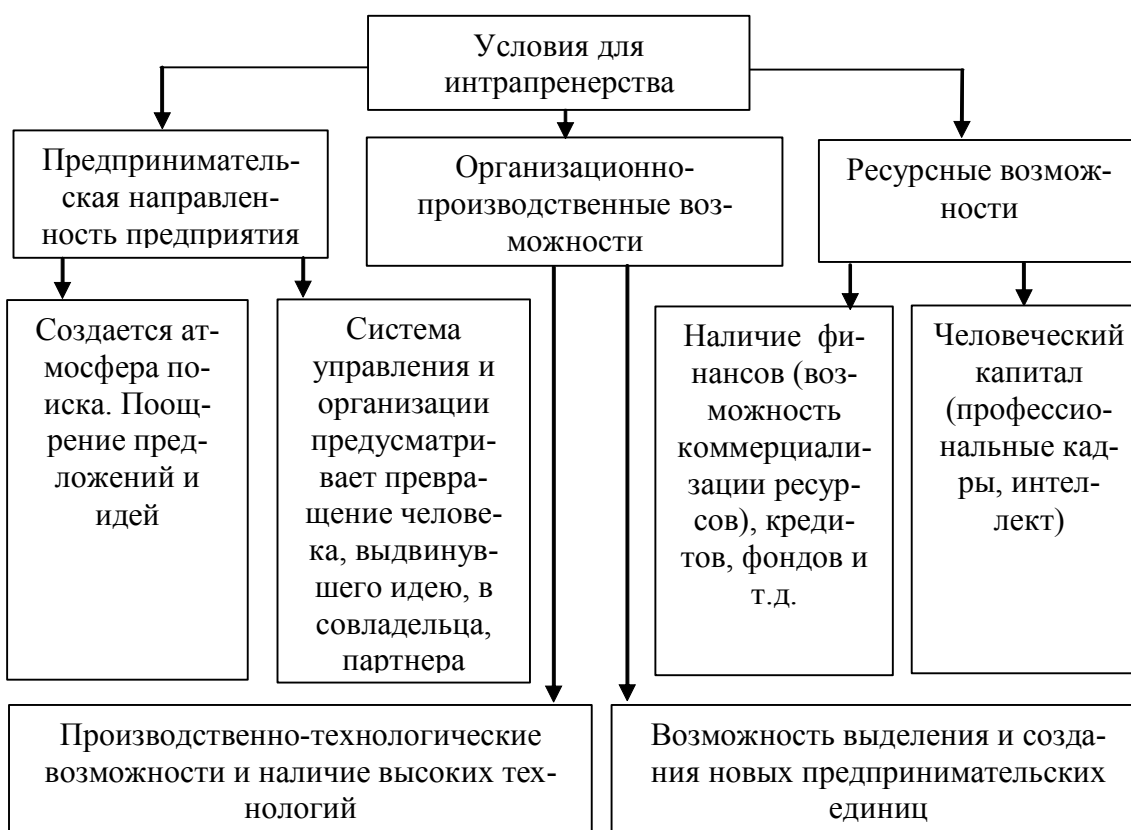 Условия для
интрапренерства
Предприниматель-
ская направлен-
ность предприятия
Организационно-
производственные воз-
можности
Ресурсные возмож-
ности
Создается ат-
мосфера по-
иска. Поощ-
рение пред-
ложений и
идей
Система
управления и
организации
предусматри-
вает превра-
щение челове-
ка, выдвинув-
шего идею, в
совладельца,
партнера
Наличие финансов (воз-
можность
коммерциали-
зации ресур-
сов), креди-
тов, фондов и
т.д.
Человеческий
капитал
(профессио-
нальные кад-
ры, интел-
лект)
Производственно-технологические
возможности и наличие высоких тех-
нологий
Возможность выделения и созда-
ния новых предпринимательских
единиц